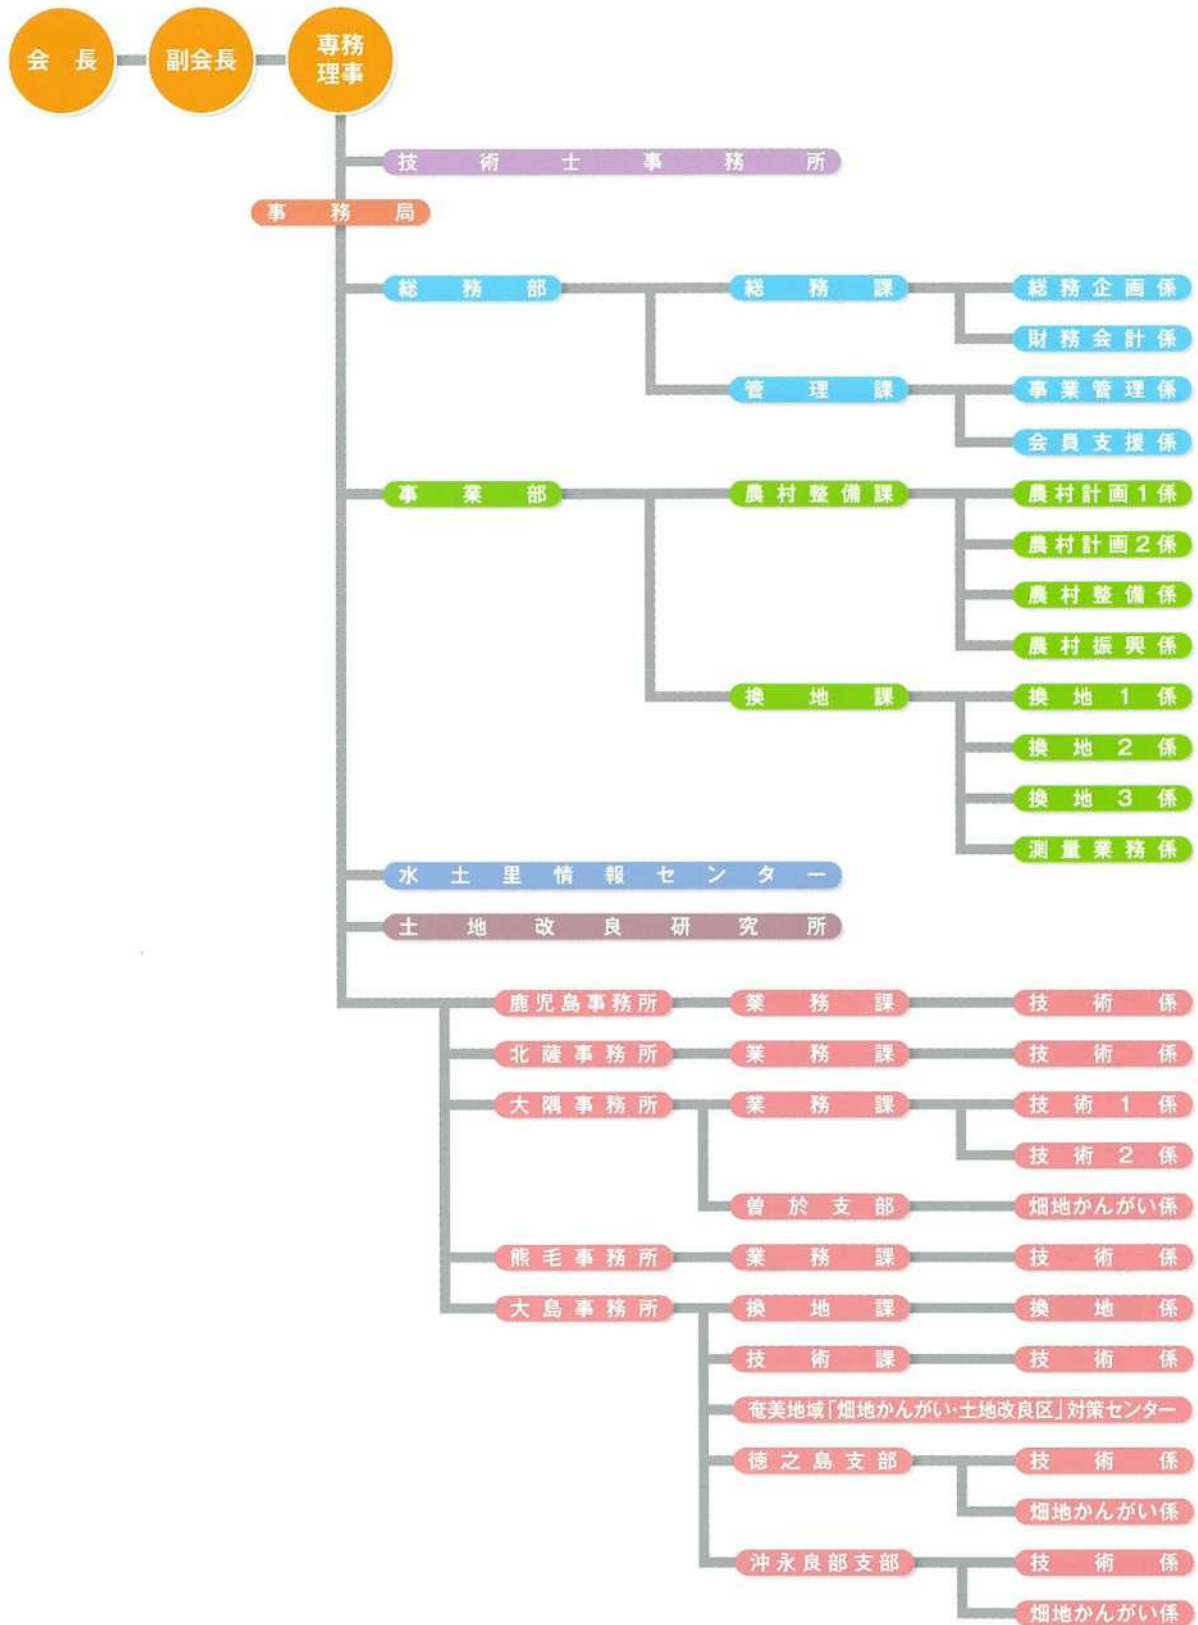 会長 副会長 専務
理事
技術士事務所
事務局
総務部 総務課 総務企画係
財務会計係
管理課 事業管理係
会員支援係
事業部 農村整備課 農村計画1係
農村計画2係
農村整備係
農村振興係
換地課 換地1係
換地2係
換地3係
測量業務係
水土里情報センター
土地改良研究所
鹿児島事務所 業務課 技術係
北薩事務所 業務課 技術係
大隅事務所 業務課 技術1係
技術2係
曽於支部 畑地かんがい係
熊毛事務所 業務課 技術係
大島事務所 換地課 換地係
技術課 技術係
奄美地域「畑地かんがい・土地改良区」対策センター
徳之島支部 技術係
畑地かんがい係
沖永良部支部 技術係
畑地かんがい係